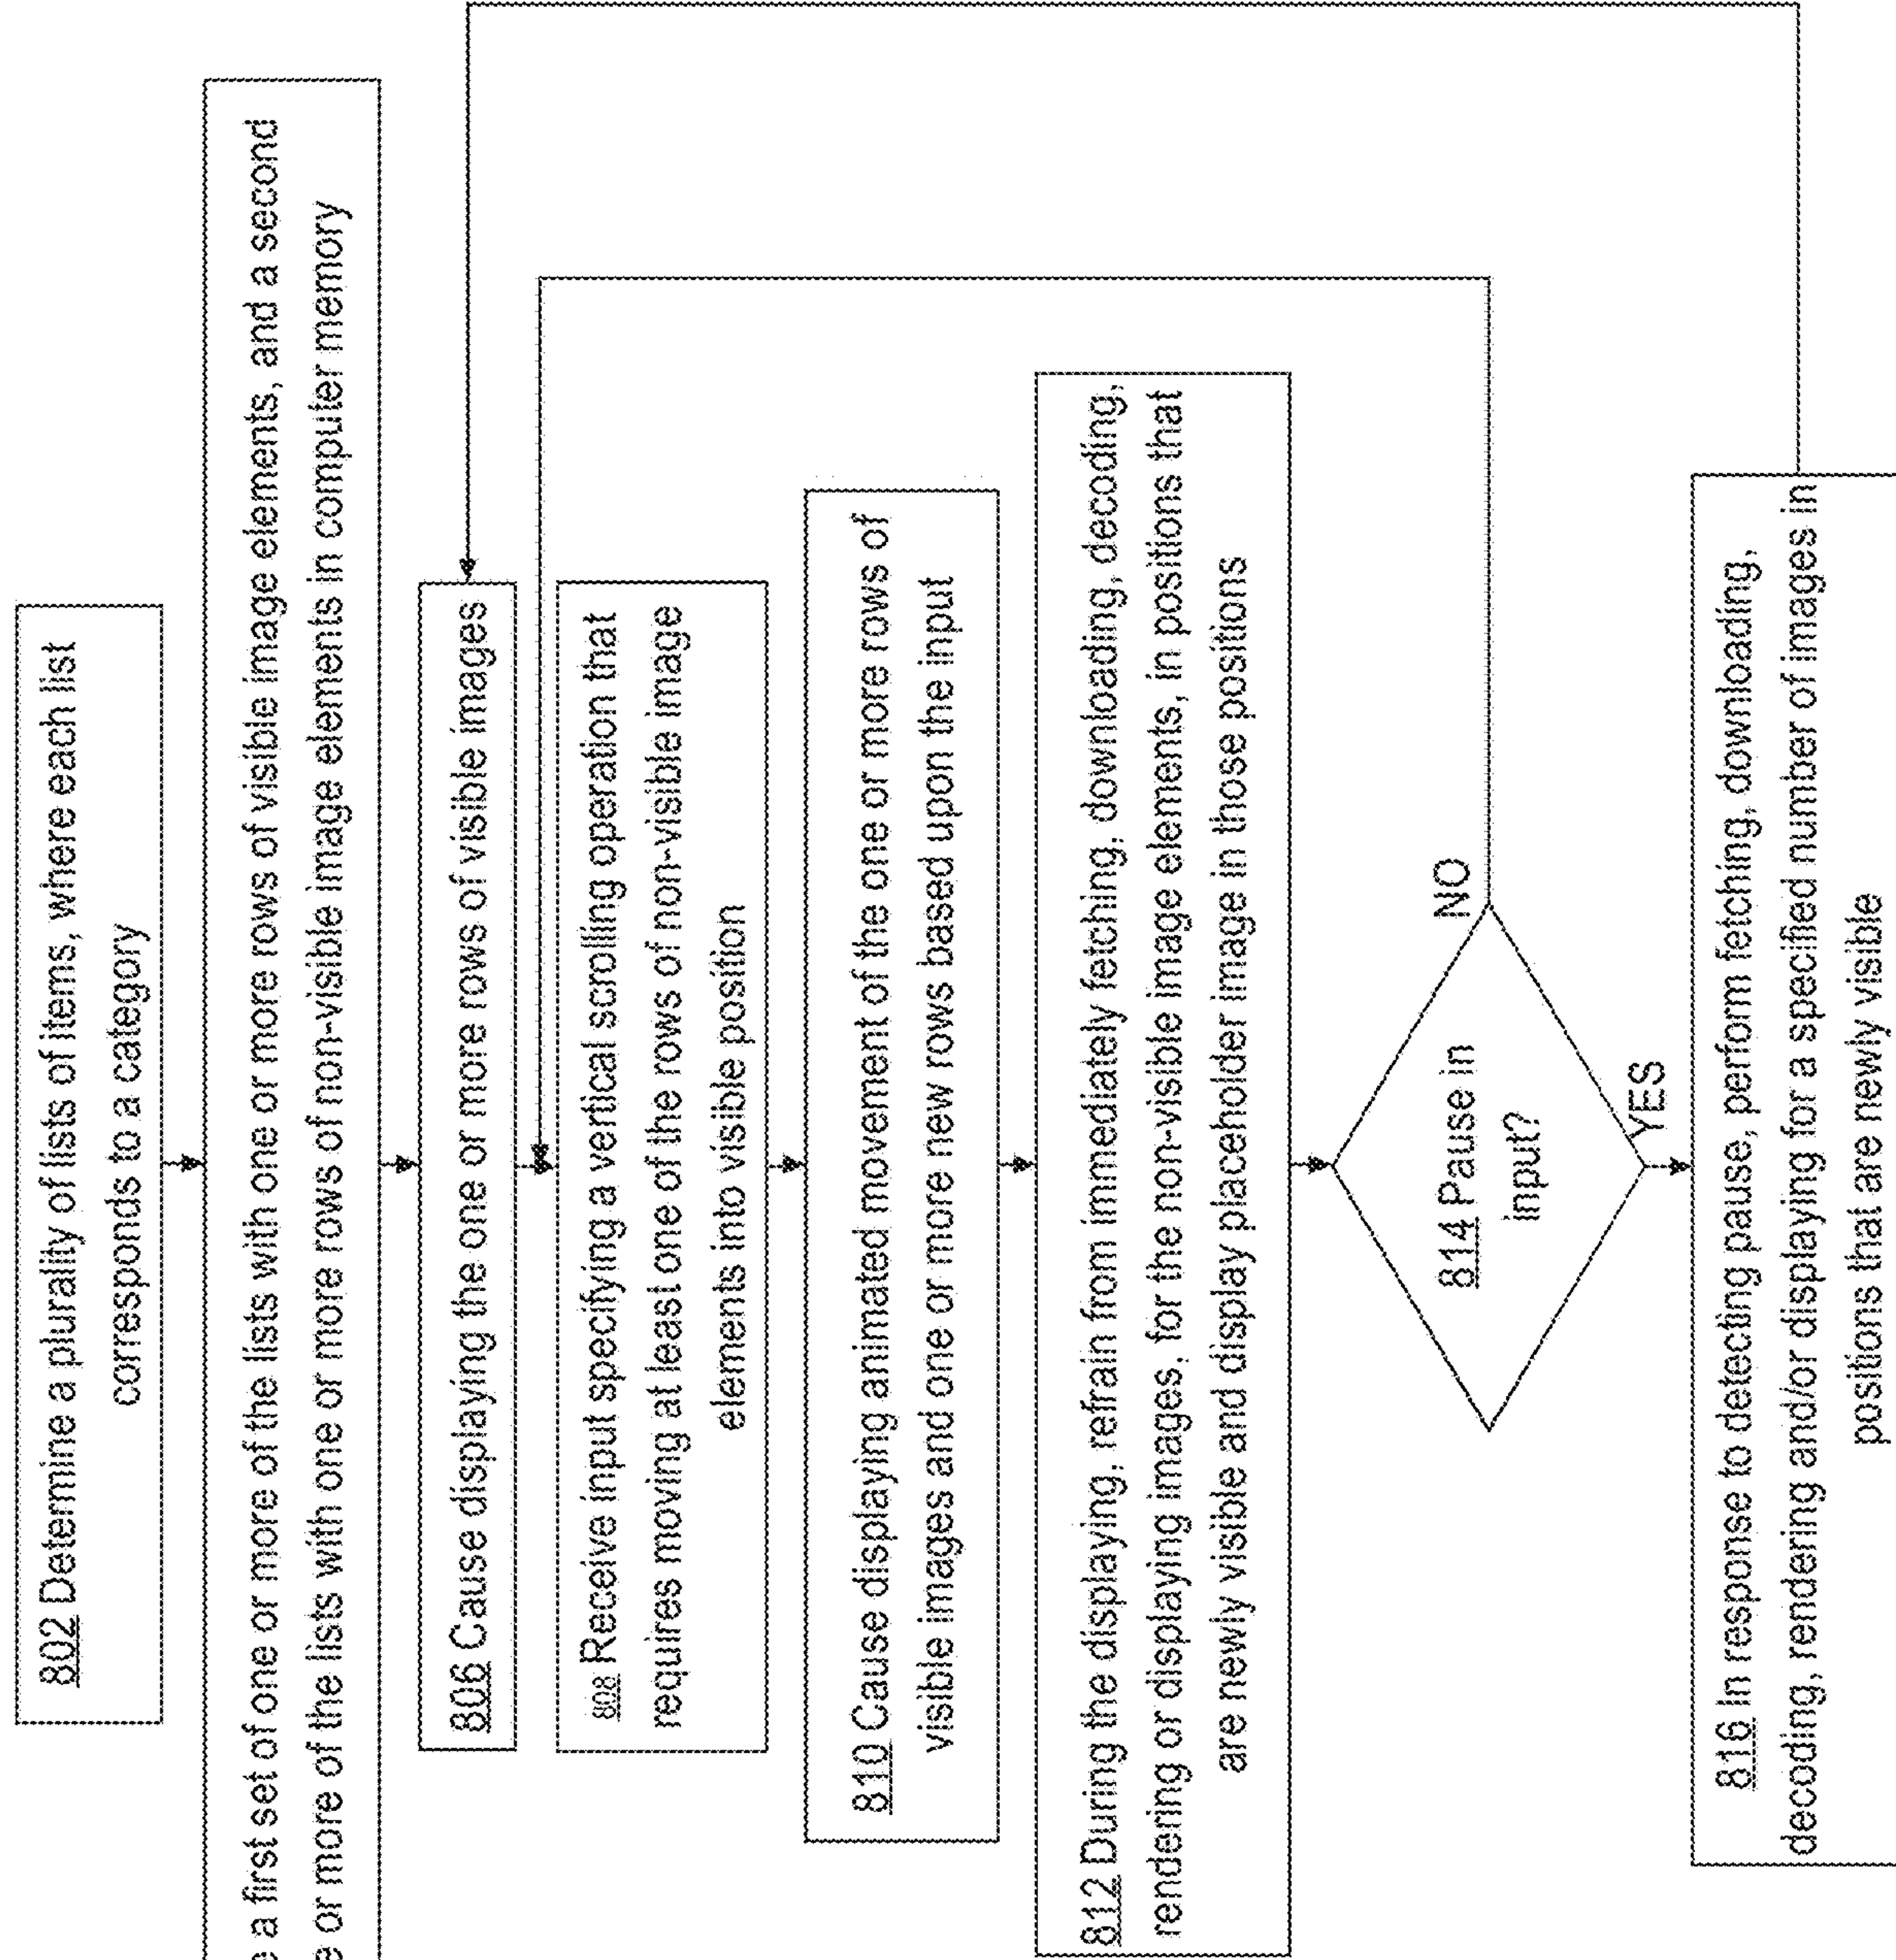 802 Determine a plurality of lists of items, where each list
corresponds to a category
a first set of one or more of the lists with one or more rows of visible image elements, and a second
or more of the lists with one or more rows of non-visible image elements in computer memory
806 Cause displaying the one or more rows of visible images
808 Receive input specifying a vertical scrolling operation that
requires moving at least one of the rows of non-visible image
elements into visible position
810 Cause displaying animated movement of the one or more rows of
visible images and one or more new rows based upon the input
812 During the displaying, refrain from immediately fetching, downloading, decoding,
rendering or displaying images, for the non-visible image elements, in positions that
are newly visible and display placeholder image in those positions
814 Pause in
input?
NO
YES
816 In response to detecting pause, perform fetching, downloading,
decoding, rendering and/or displaying for a specified number of images in
positions that are newly visible